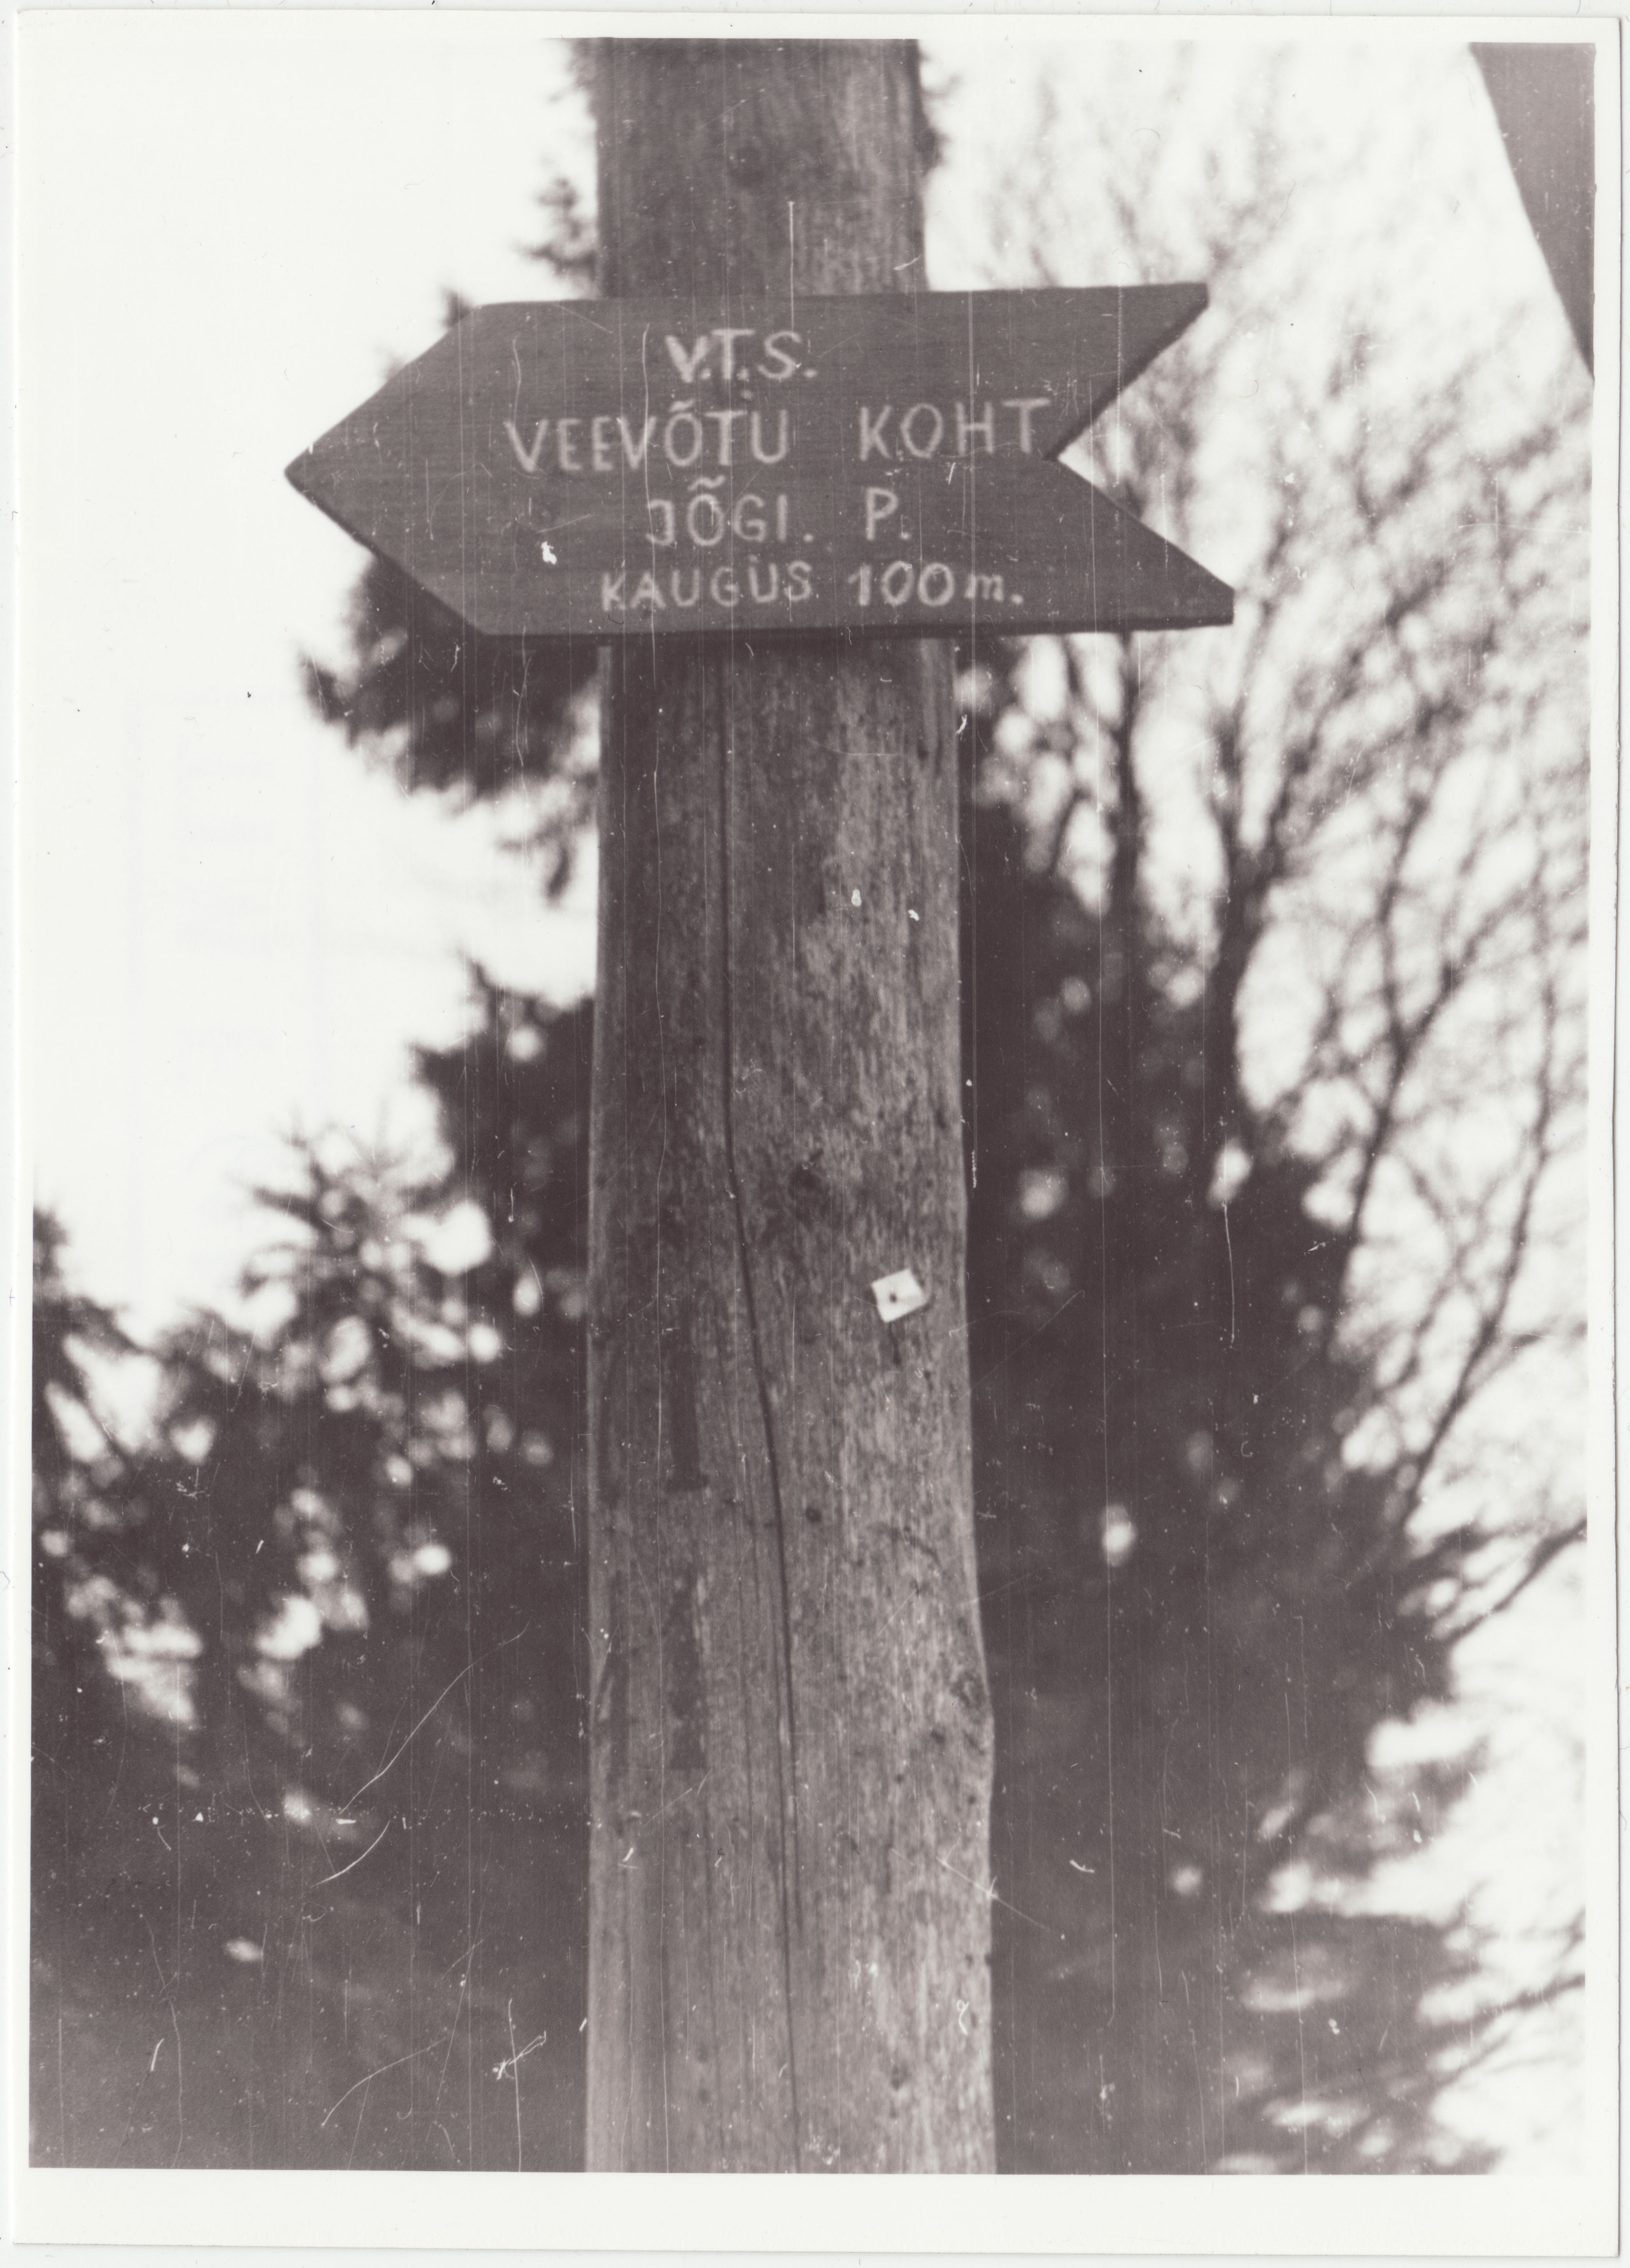 V.T.S.
VEEVÕTU KOHT
JÕGI. P.
KAUGUS 100m.